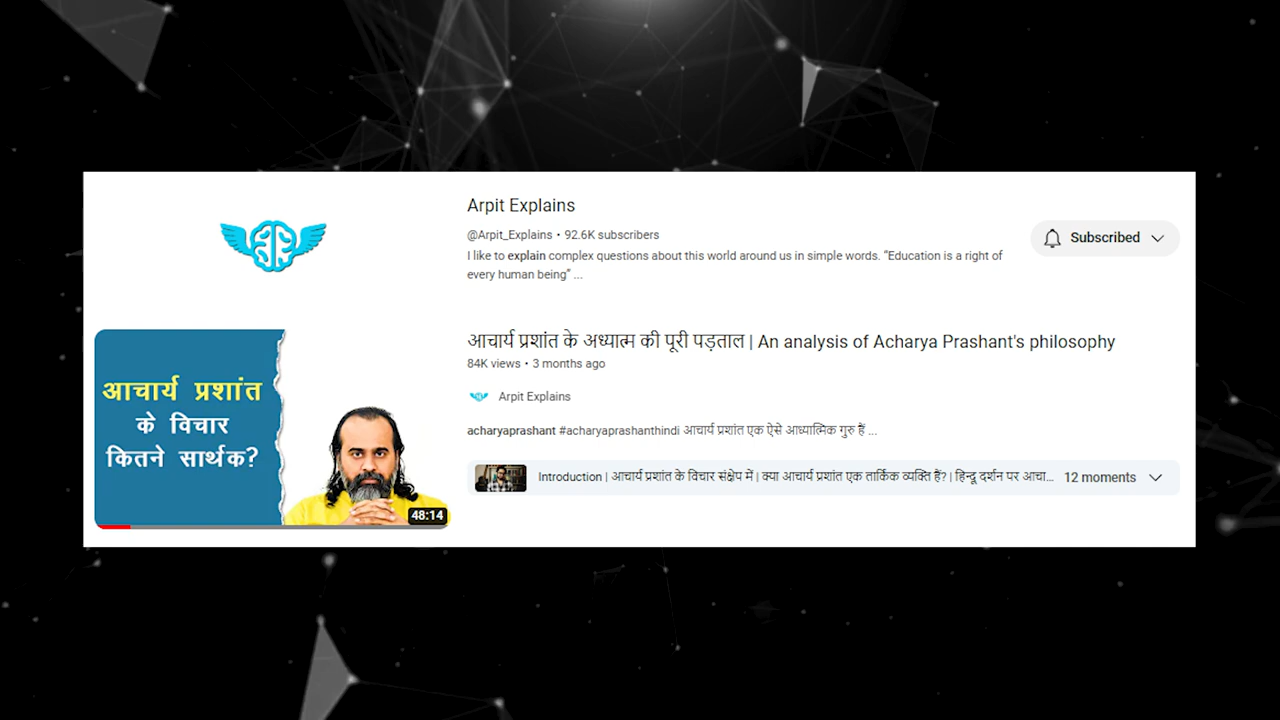 Arpit Explains
@Arpit_Explains • 92.6K subscribers
Subscribed
I like to explain complex questions about this world around us in simple words. “Education is a right of
every human being” ...
आचार्य प्रशांत
के विचार
कितने सार्थक?
48:14
आचार्य प्रशांत के अध्यात्म की पूरी पड़ताल | An analysis of Acharya Prashant's philosophy
84K views • 3 months ago
Arpit Explains
acharyaprashant #acharyaprashanthindi आचार्य प्रशांत एक ऐसे आध्यात्मिक गुरु हैं ...
Introduction | आचार्य प्रशांत के विचार संक्षेप में | क्या आचार्य प्रशांत एक तार्किक व्यक्ति हैं? | हिन्दू दर्शन पर आचा... 12 moments